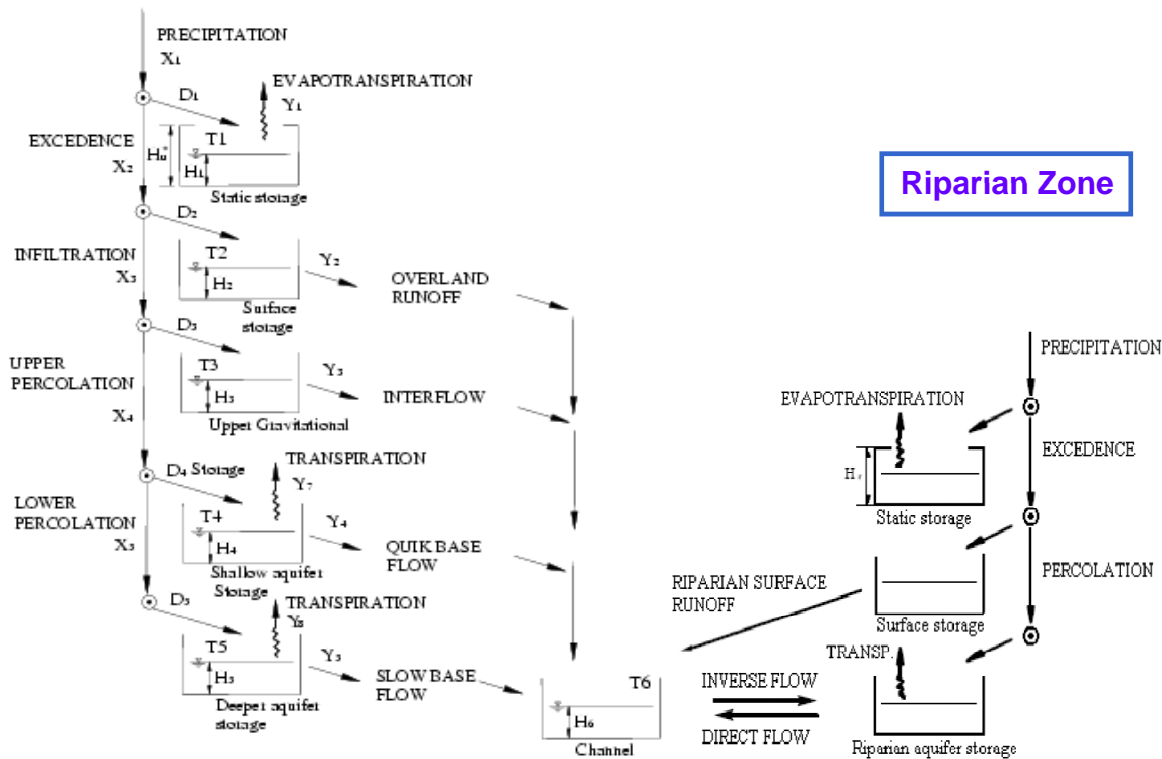 PRECIPITATION
X1
EVAPOTRANSPIRATION
D1
Y1
EXCEDENCE
X2
T1
H1
Static storage
Riparian Zone
D2
INFILTRATION
X3
T2
Y2
H2
OVERLAND
RUNOFF
Surface
storage
D3
UPPER
PERCOLATION
X4
T3
Y3
H3
INTERFLOW
Upper Gravitational
D4 Storage
TRANSPIRATION
Y7
LOWER
PERCOLATION
X5
T4
Y4
H4
QUIK BASE
FLOW
Shallow aquifer
Storage
D5
TRANSPIRATION
Y8
T5
Y5
H5
SLOW BASE
FLOW
Deeper aquifer
storage
T6
H6
Channel
PRECIPITATION
EVAPOTRANSPIRATION
EXCEDENCE
Static storage
PERCOLATION
RIPARIAN SURFACE
RUNOFF
Surface storage
TRANSP.
INVERSE FLOW
DIRECT FLOW
Riparian aquifer storage